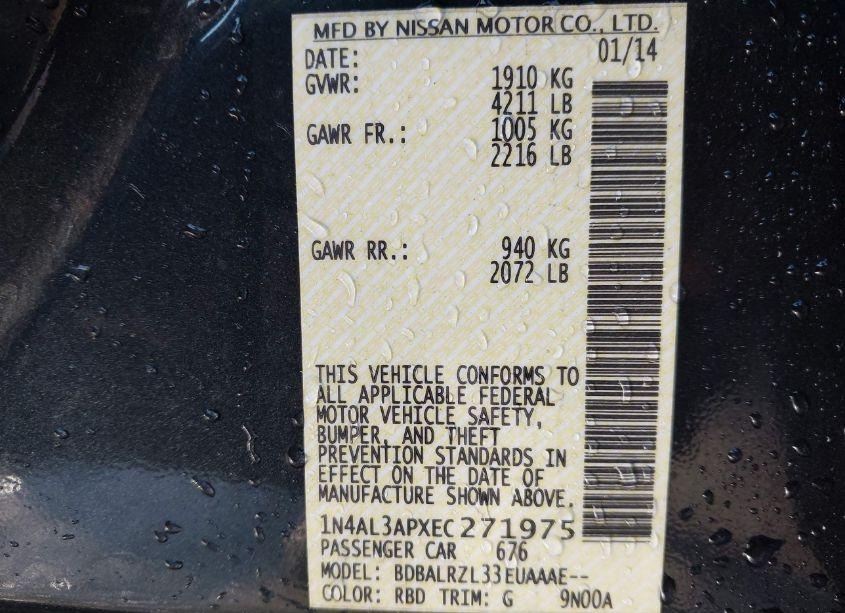 MFD BY NISSAN MOTOR CO., LTD.
DATE: 01/14
GVWR: 1910 KG
4211 LB
GAWR FR.: 1005 KG
2216 LB
GAWR RR.: 940 KG
2072 LB
THIS VEHICLE CONFORMS TO
ALL APPLICABLE FEDERAL
MOTOR VEHICLE SAFETY,
BUMPER, AND THEFT
PREVENTION STANDARDS IN
EFFECT ON THE DATE OF
MANUFACTURE SHOWN ABOVE.
1N4AL3APXEC271975
PASSENGER CAR 676
MODEL: BDBALRZL33EUAAAE--
COLOR: RBD TRIM: G 9N00A